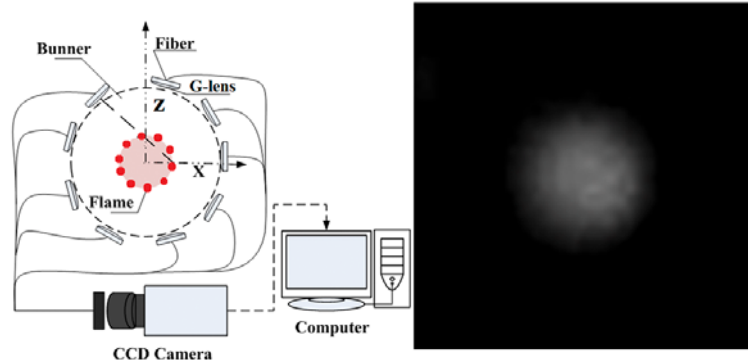 Bunner
Fiber
G-lens
Z
X
Flame
Computer
CCD Camera